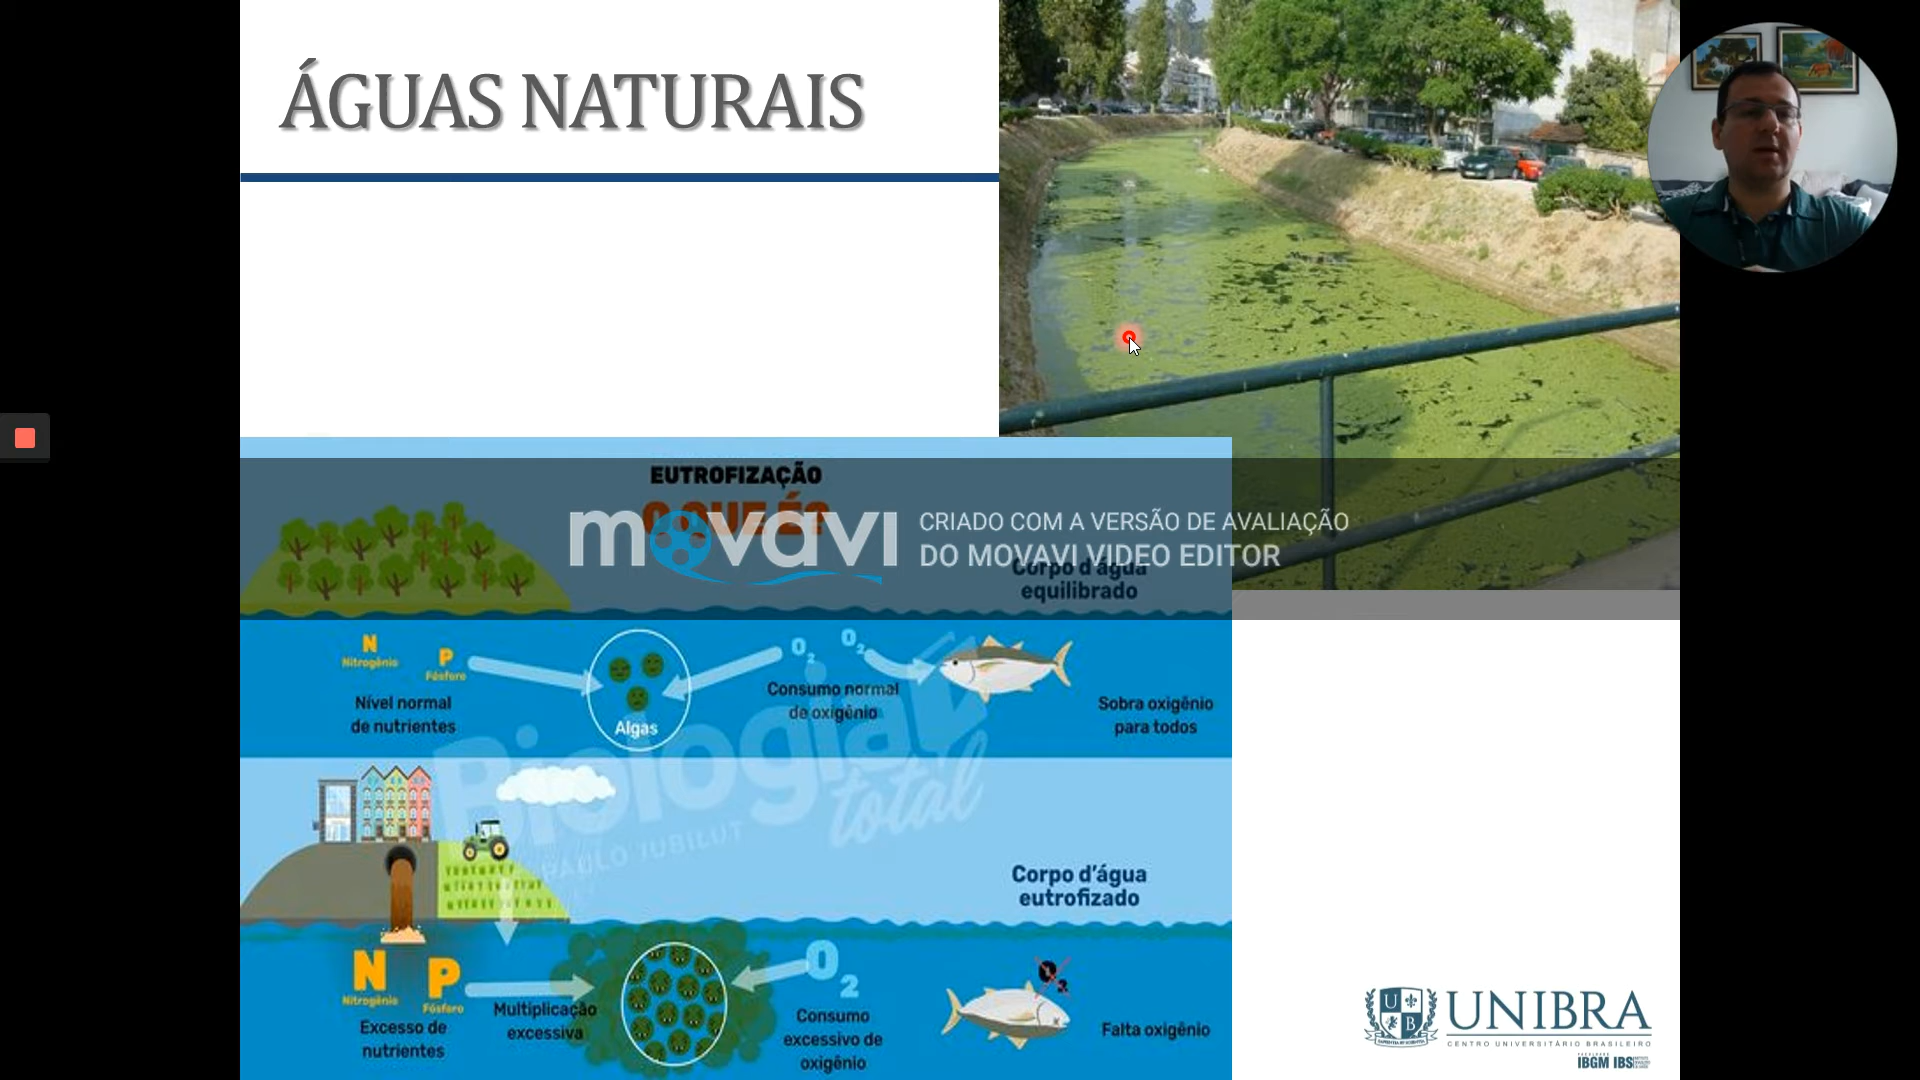 ÁGUAS NATURAIS
EUTROFIZAÇÃO
O QUE É?
movavi
CRIADO COM A VERSÃO DE AVALIAÇÃO
DO MOVAVI VIDEO EDITOR
Corpo d'água
equilibrado
N
Nitrogênio
P
Fósforo
Nível normal
de nutrientes
Algas
O2
O2
Consumo normal
de oxigênio
Sobra oxigênio
para todos
Biologia
total
PAULO JUBILUT
Corpo d'água
eutrofizado
N
Nitrogênio
P
Fósforo
Excesso de
nutrientes
Multiplicação
excessiva
O2
Consumo
excessivo de
oxigênio
Falta oxigênio
U
B
UNIBRA
CENTRO UNIVERSITÁRIO BRASILEIRO
IBGM IBS